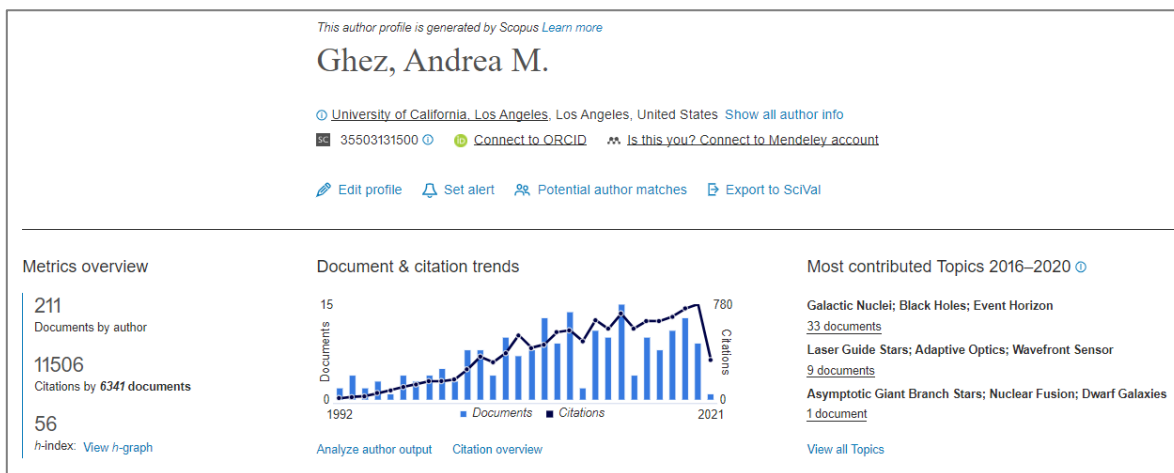 This author profile is generated by Scopus Learn more
Ghez, Andrea M.
University of California, Los Angeles, Los Angeles, United States Show all author info
SC 35503131500 iD Connect to ORCID Is this you? Connect to Mendeley account
Edit profile Set alert Potential author matches Export to SciVal
Metrics overview
211
Documents by author
11506
Citations by 6341 documents
56
h-index: View h-graph
Document & citation trends
15
780
Documents
Citations
0
0
1992
Documents Citations
2021
Analyze author output Citation overview
Most contributed Topics 2016–2020
Galactic Nuclei; Black Holes; Event Horizon
33 documents
Laser Guide Stars; Adaptive Optics; Wavefront Sensor
9 documents
Asymptotic Giant Branch Stars; Nuclear Fusion; Dwarf Galaxies
1 document
View all Topics